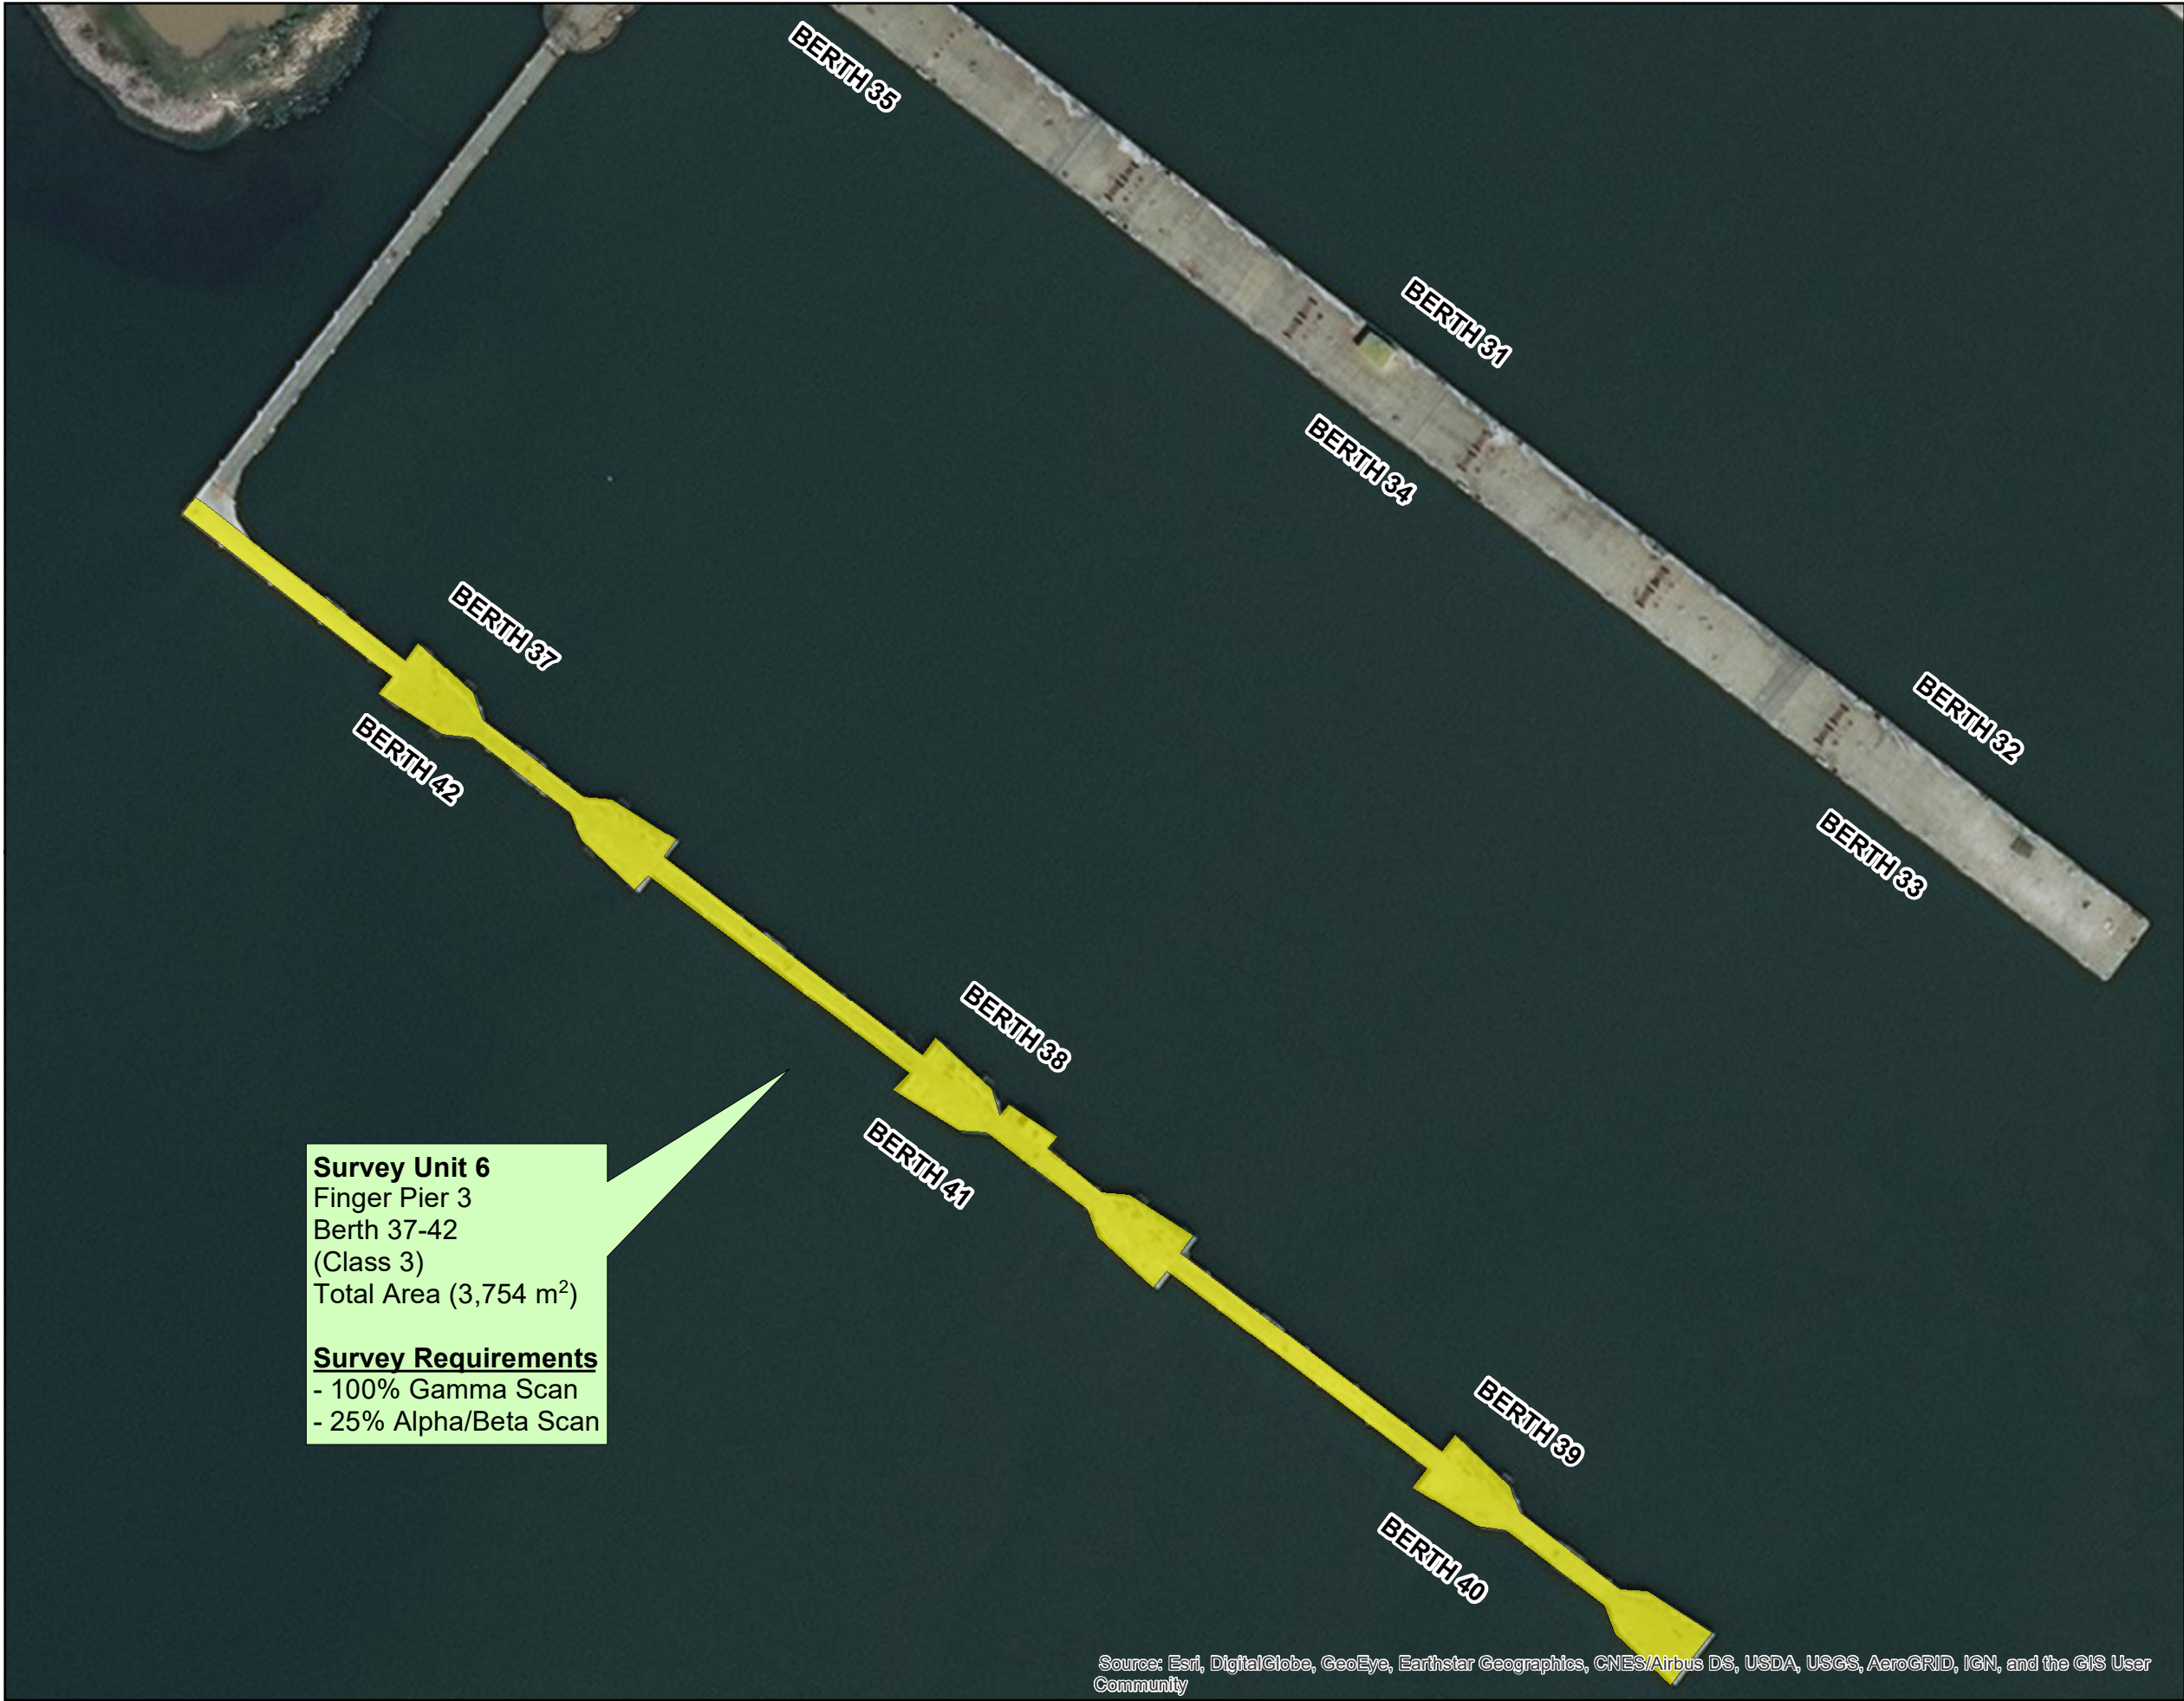 BERTH 35
BERTH 31
BERTH 34
BERTH 37
BERTH 32
BERTH 42
BERTH 33
BERTH 38
BERTH 41
Survey Unit 6
Finger Pier 3
Berth 37-42
(Class 3)
Total Area (3,754 m²)
Survey Requirements
- 100% Gamma Scan
- 25% Alpha/Beta Scan
BERTH 39
BERTH 40
Source: Esri, DigitalGlobe, GeoEye, Earthstar Geographics, CNES/Airbus DS, USDA, USGS, AeroGRID, IGN, and the GIS User
Community